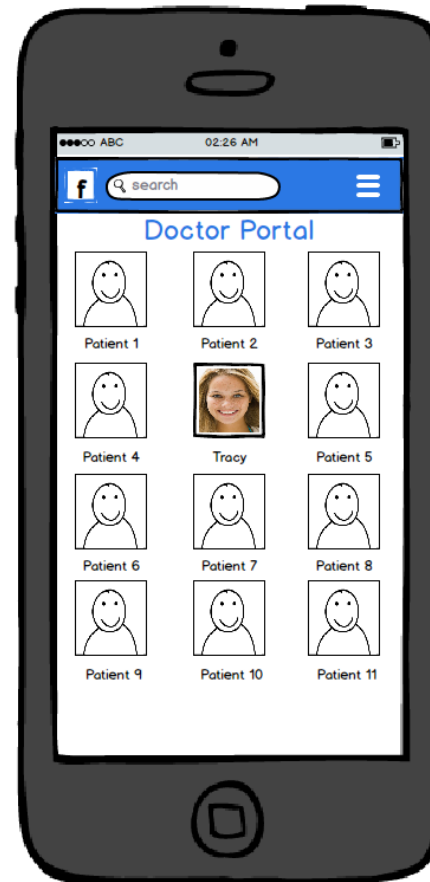 ABC 02:26 AM
f search
Doctor Portal
Patient 1 Patient 2 Patient 3
Patient 4 Tracy Patient 5
Patient 6 Patient 7 Patient 8
Patient 9 Patient 10 Patient 11